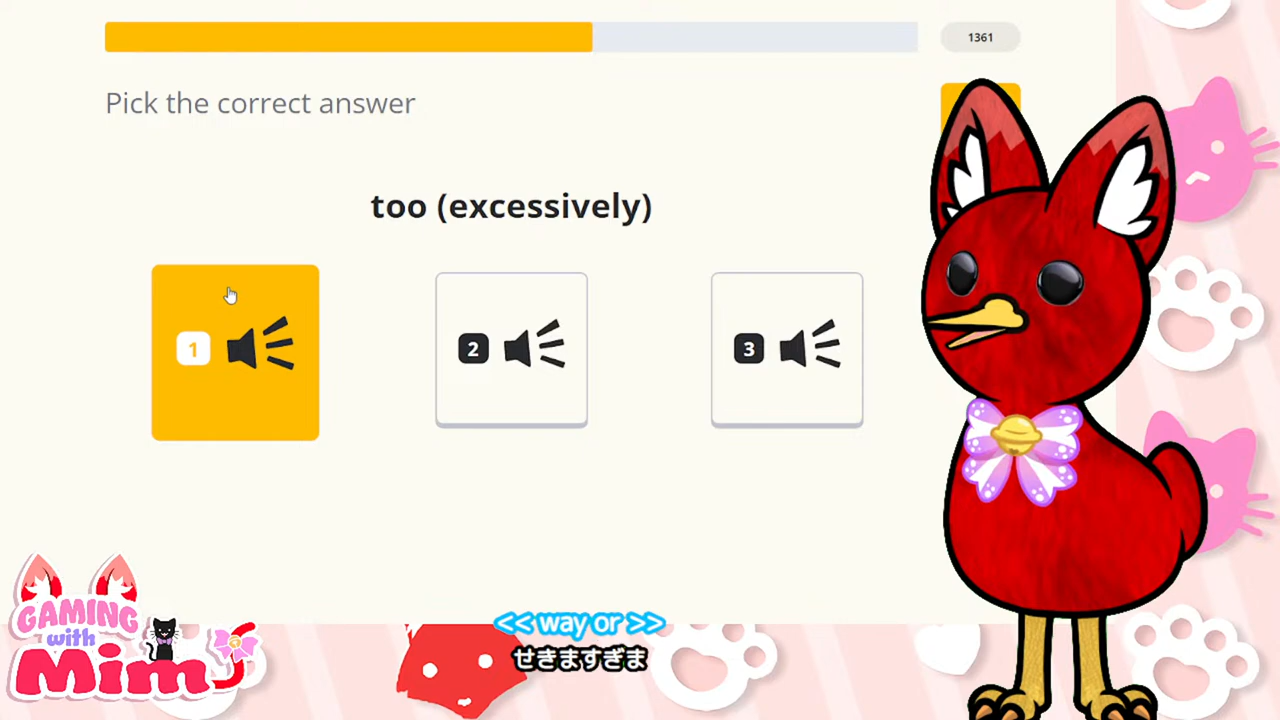 1361
Pick the correct answer
too (excessively)
1
2
3
GAMING
with
Mim
<< way or >>
せきますぎま